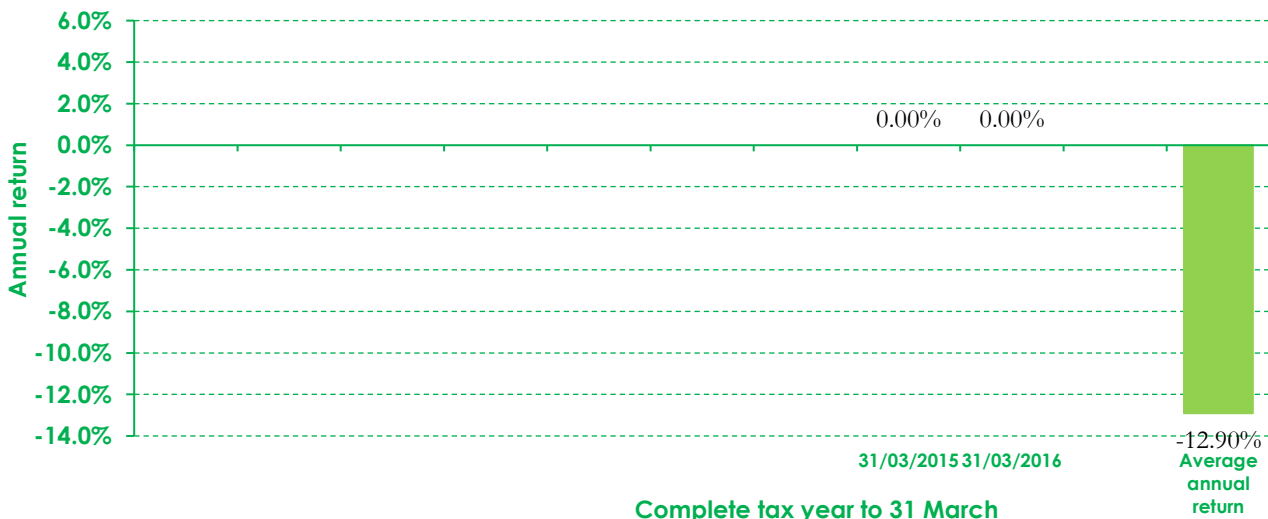 6.0%
4.0%
2.0%
0.0%
-2.0%
-4.0%
-6.0%
-8.0%
-10.0%
-12.0%
-14.0%
Annual return
0.00% 0.00%
-12.90%
31/03/2015 31/03/2016
Average
annual
return
Complete tax year to 31 March